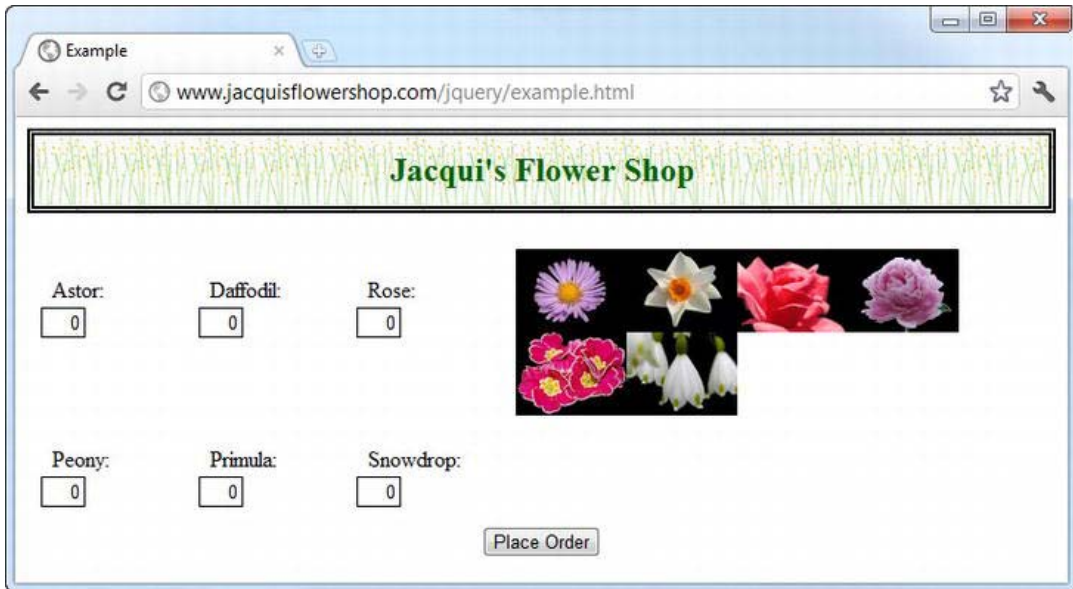 Example
www.jacquisflowershop.com/jquery/example.html
Jacqui's Flower Shop
Astor: Daffodil: Rose:
0 0 0
Peony: Primula: Snowdrop:
0 0 0
Place Order